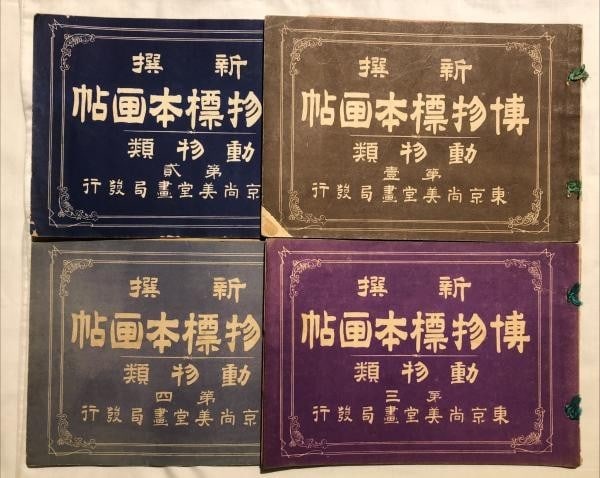 新撰
博物標本画帖
動物類
第壹
東京尚美堂畫局發行
新撰
物標本画帖
動物類
第貳
京尚美堂畫局發行
新撰
博物標本画帖
動物類
第三
東京尚美堂畫局發行
新撰
物標本画帖
動物類
第四
京尚美堂畫局發行